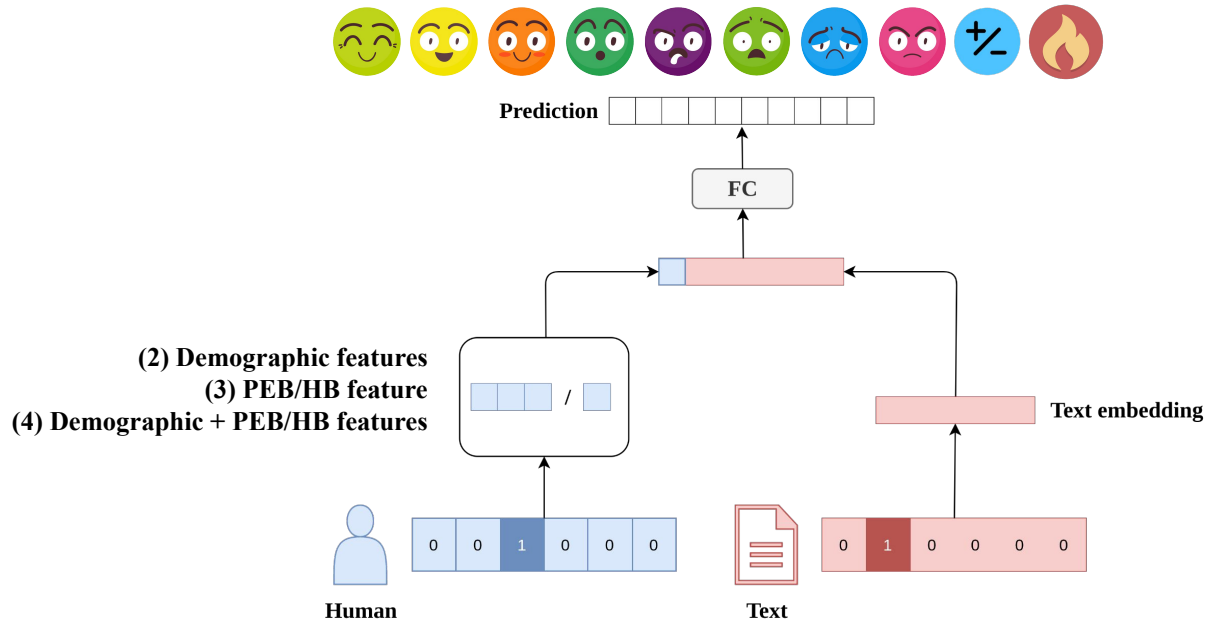 +/-
Prediction
FC
(2) Demographic features
(3) PEB/HB feature
(4) Demographic + PEB/HB features
/
Text embedding
0 0 1 0 0 0
0 1 0 0 0 0
Human
Text